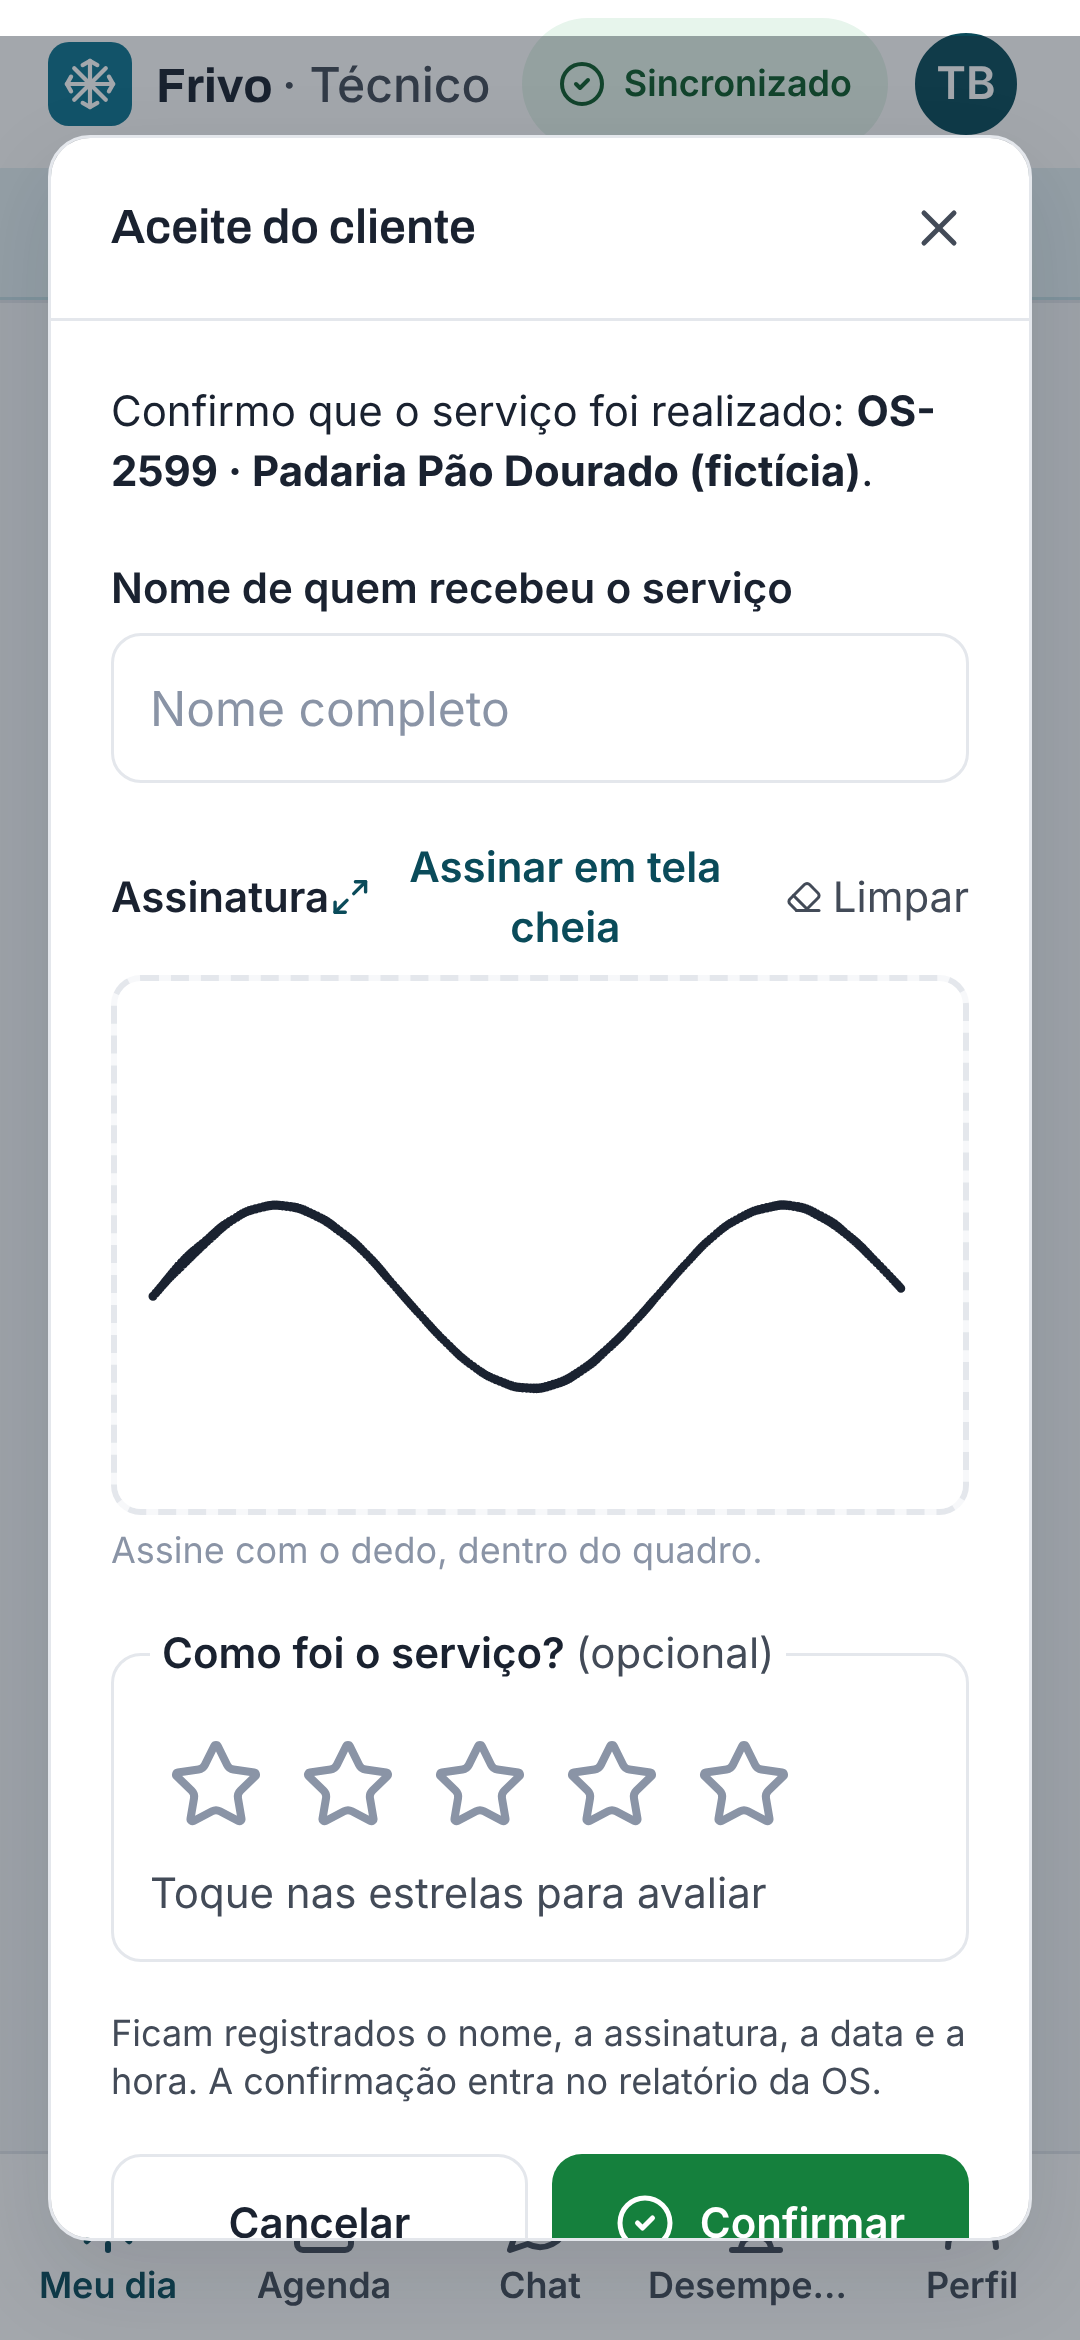 Frivo · Técnico
Sincronizado
TB
Aceite do cliente
Confirmo que o serviço foi realizado: OS-
2599 · Padaria Pão Dourado (fictícia).
Nome de quem recebeu o serviço
Nome completo
Assinatura
Assinar em tela
cheia
Limpar
Assine com o dedo, dentro do quadro.
Como foi o serviço? (opcional)
Toque nas estrelas para avaliar
Ficam registrados o nome, a assinatura, a data e a
hora. A confirmação entra no relatório da OS.
Cancelar
Confirmar
Meu dia
Agenda
Chat
Desempe...
Perfil